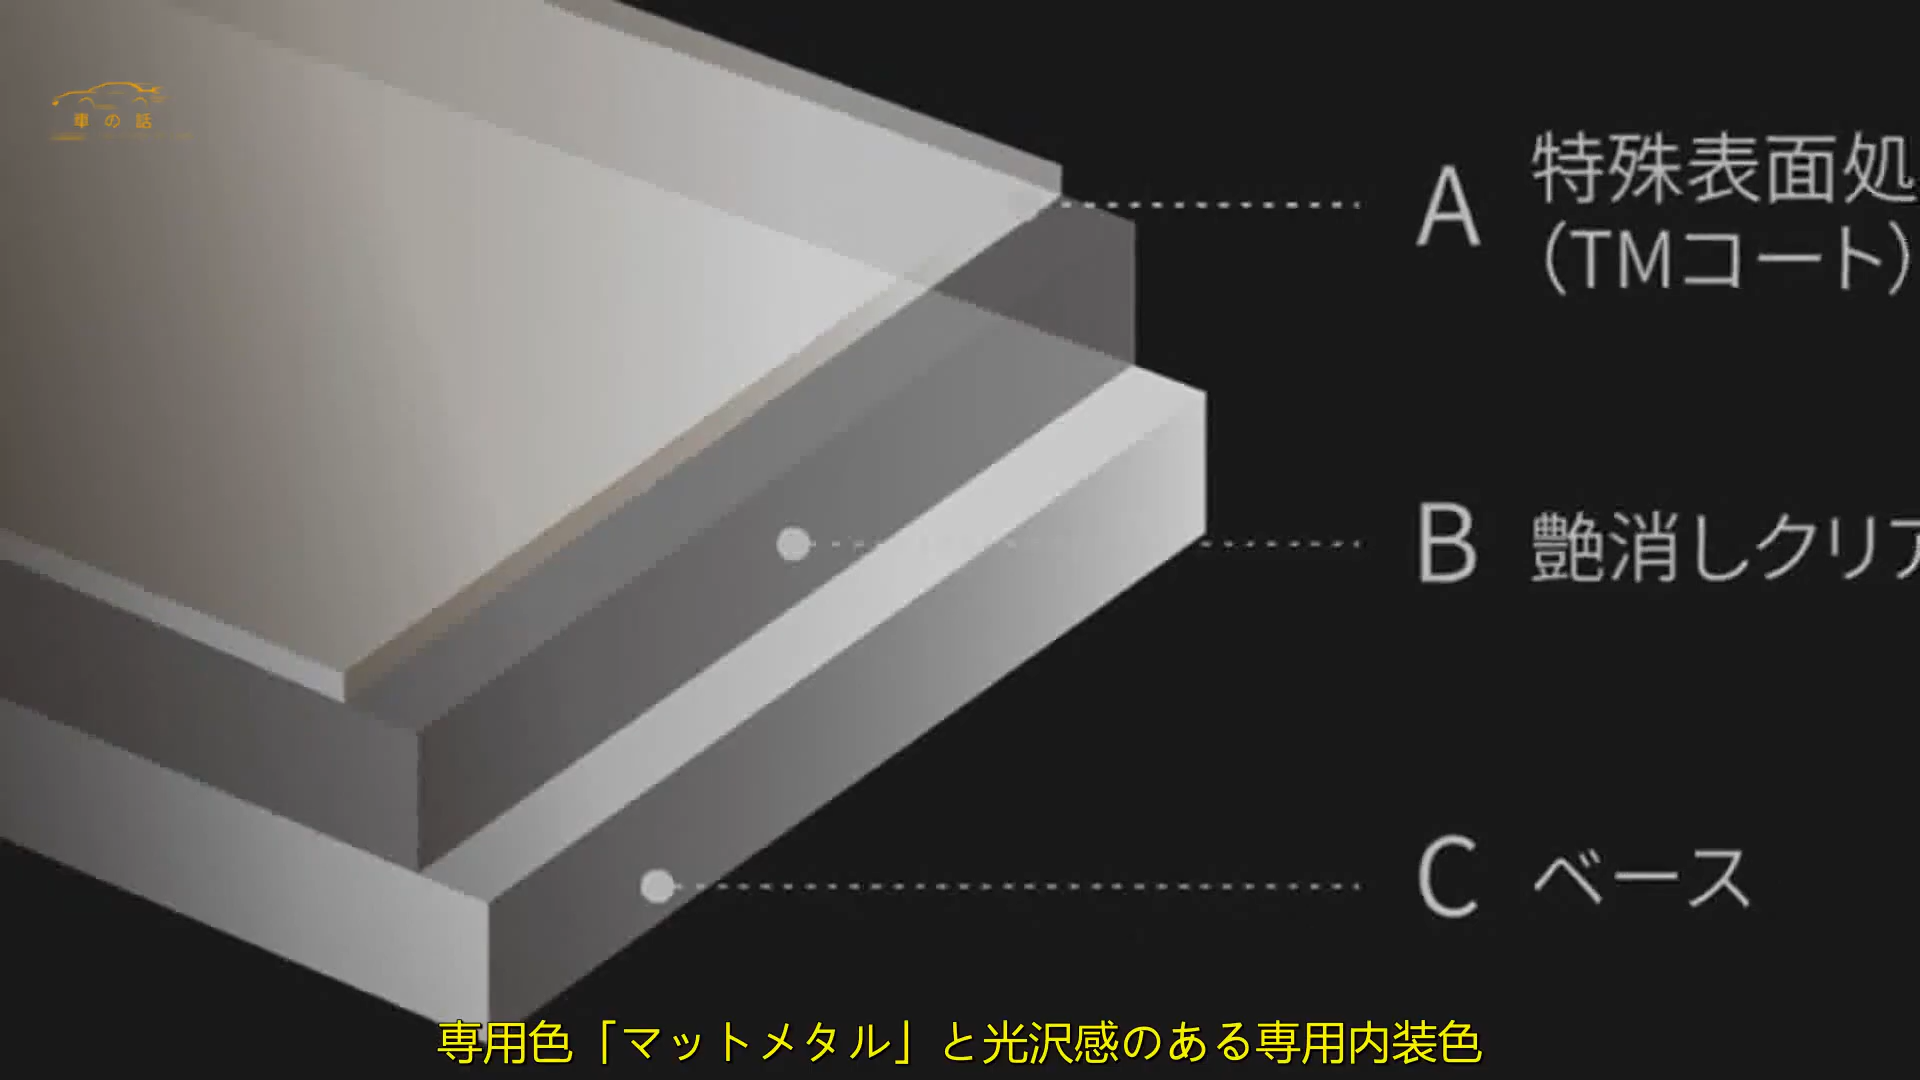 車の話
A 特殊表面処
（TMコート）
B 艶消しクリア
C ベース
専用色「マットメタル」と光沢感のある専用内装色